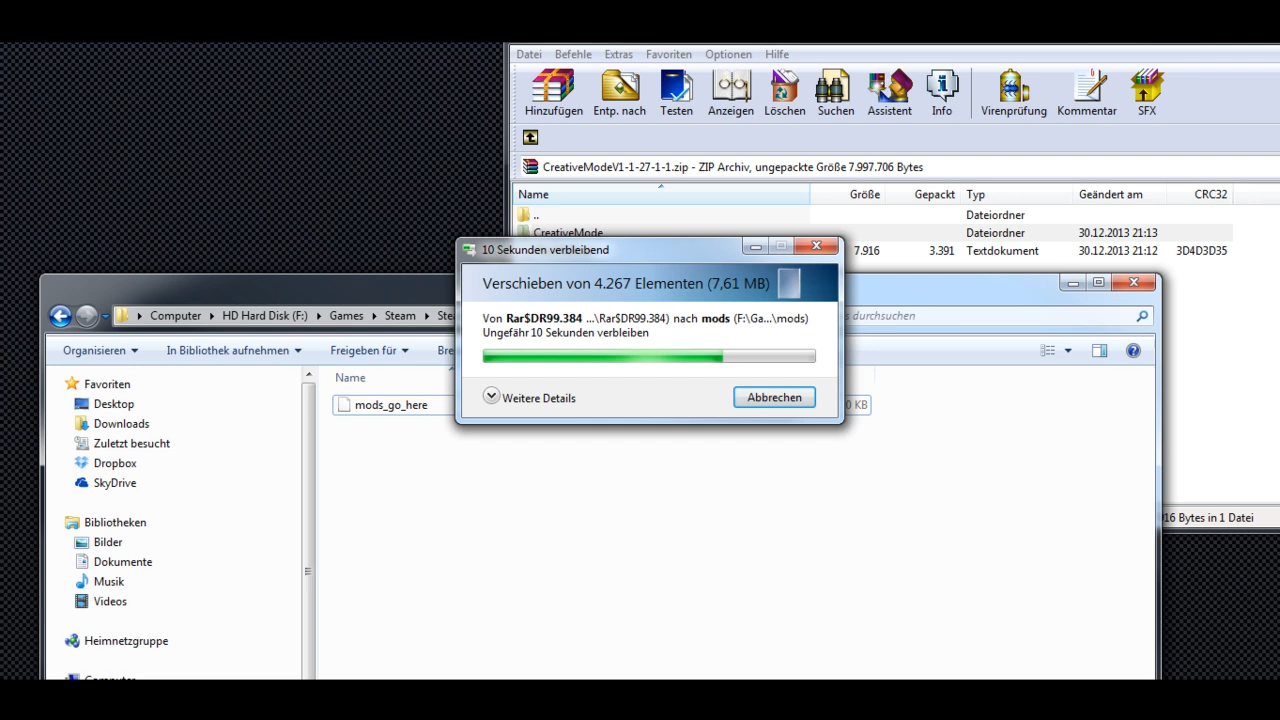 Datei Befehle Extras Favoriten Optionen Hilfe
Hinzufügen Entp. nach Testen Anzeigen Löschen Suchen Assistent Info Virenprüfung Kommentar SFX
CreativeModeV1-1-27-1-1.zip - ZIP Archiv, ungepackte Größe 7.997.706 Bytes
Name Größe Gepackt Typ Geändert am CRC32
.. Dateiordner
CreativeMode Dateiordner 30.12.2013 21:13
7.916 3.391 Textdokument 30.12.2013 21:12 3D4D3D35
10 Sekunden verbleibend
Verschieben von 4.267 Elementen (7,61 MB)
Von Rar$DR99.384 ...\Rar$DR99.384) nach mods (F:\Ga...\mods)
Ungefähr 10 Sekunden verbleiben
Weitere Details
Abbrechen
Computer HD Hard Disk (F:) Games Steam Ste
durchsuchen
Organisieren In Bibliothek aufnehmen Freigeben für Bre
Name
mods_go_here
0 KB
Favoriten
Desktop
Downloads
Zuletzt besucht
Dropbox
SkyDrive
Bibliotheken
Bilder
Dokumente
Musik
Videos
Heimnetzgruppe
Computer
16 Bytes in 1 Datei